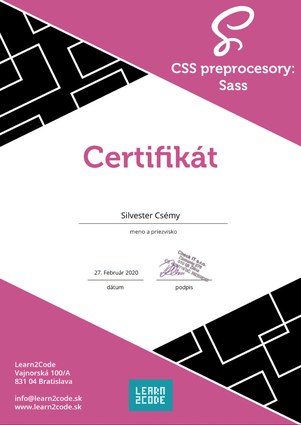 CSS preprocesory:
Sass
Certifikát
Silvester Csémy
meno a priezvisko
27. Február 2020
dátum
podpis
Learn2Code
Vajnorská 100/A
831 04 Bratislava
info@learn2code.sk
www.learn2code.sk
LEARN
2CODE